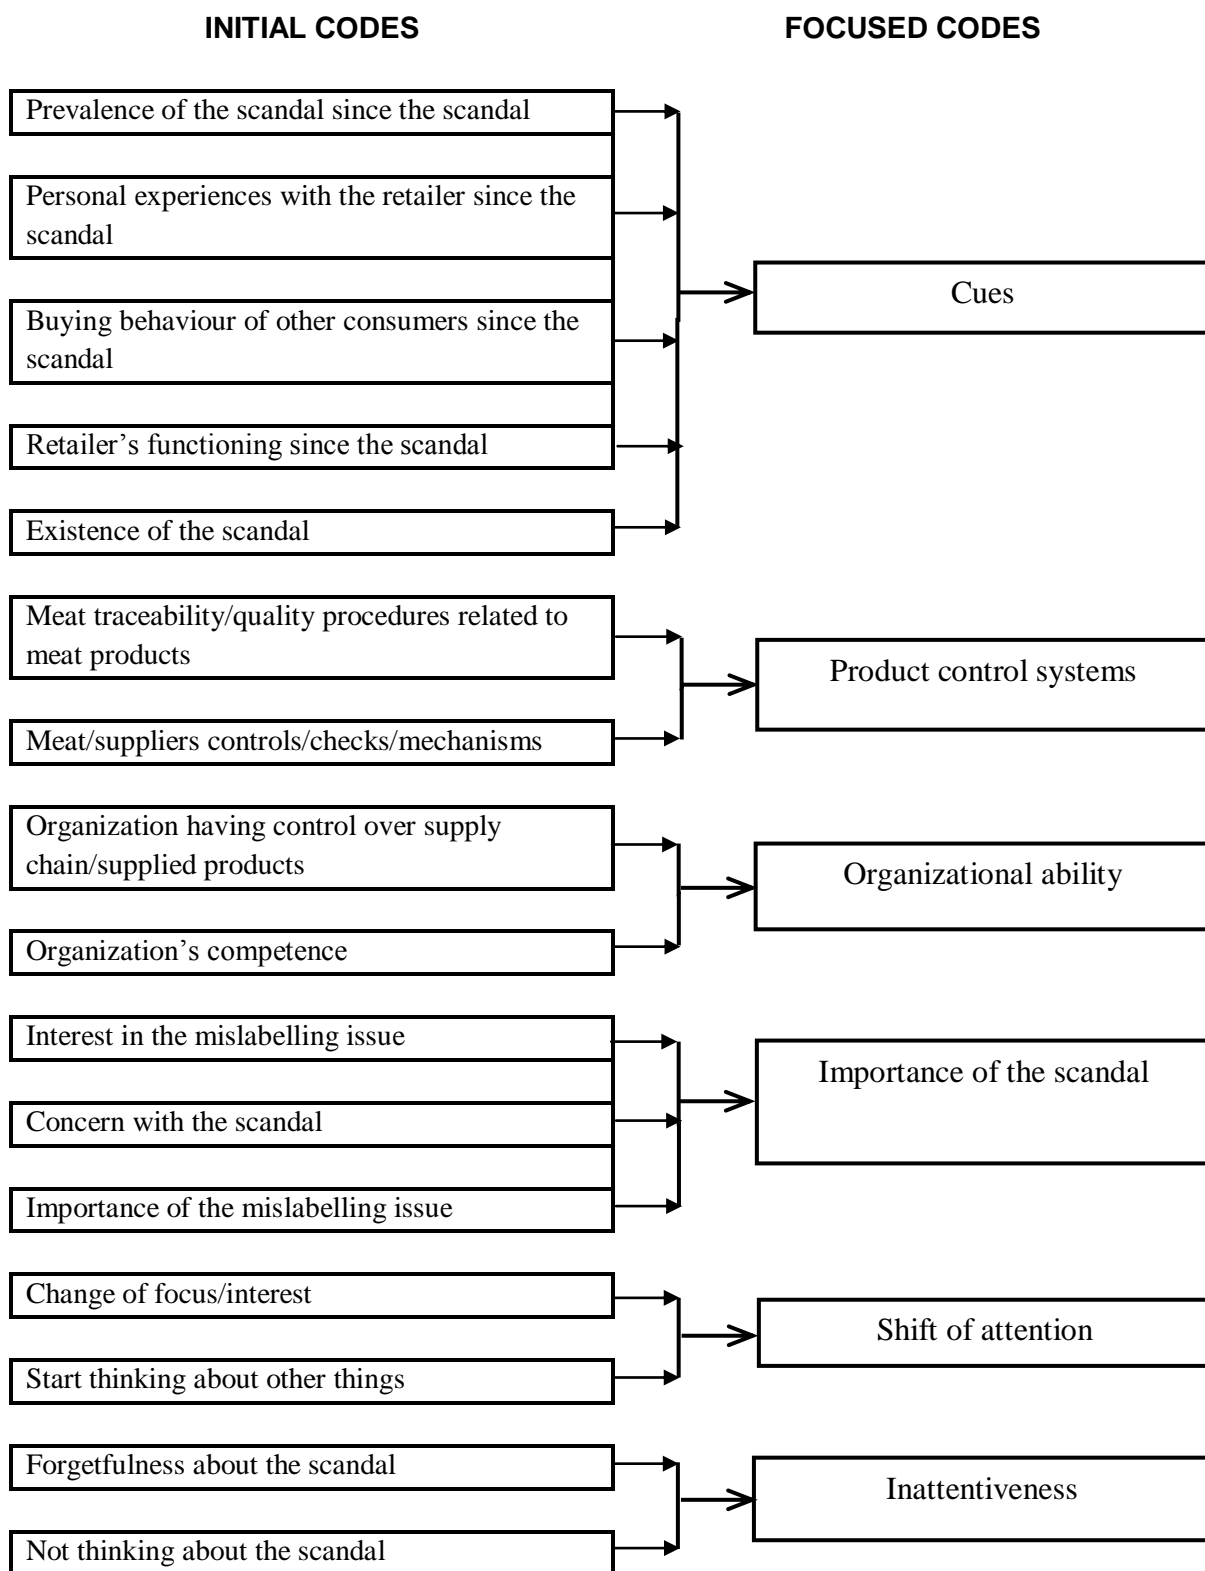 INITIAL CODES
FOCUSED CODES
Prevalence of the scandal since the scandal
Personal experiences with the retailer since the
scandal
Buying behaviour of other consumers since the
scandal
Retailer’s functioning since the scandal
Existence of the scandal
Cues
Meat traceability/quality procedures related to
meat products
Meat/suppliers controls/checks/mechanisms
Product control systems
Organization having control over supply
chain/supplied products
Organization’s competence
Organizational ability
Interest in the mislabelling issue
Concern with the scandal
Importance of the mislabelling issue
Importance of the scandal
Change of focus/interest
Start thinking about other things
Shift of attention
Forgetfulness about the scandal
Not thinking about the scandal
Inattentiveness